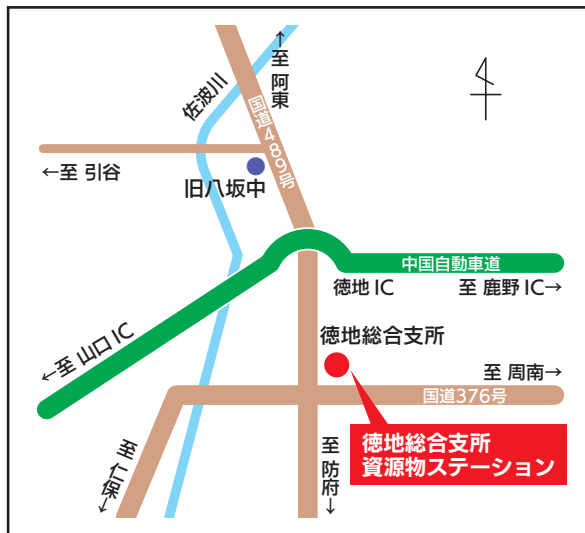 ←至 阿東
佐波川
国道489号
←至 引谷
旧八坂中
中国自動車道
徳地 IC
至 鹿野 IC→
徳地総合支所
←至 山口 IC
至 周南→
国道376号
徳地総合支所
資源物ステーション
至 仁保→
至 防府→